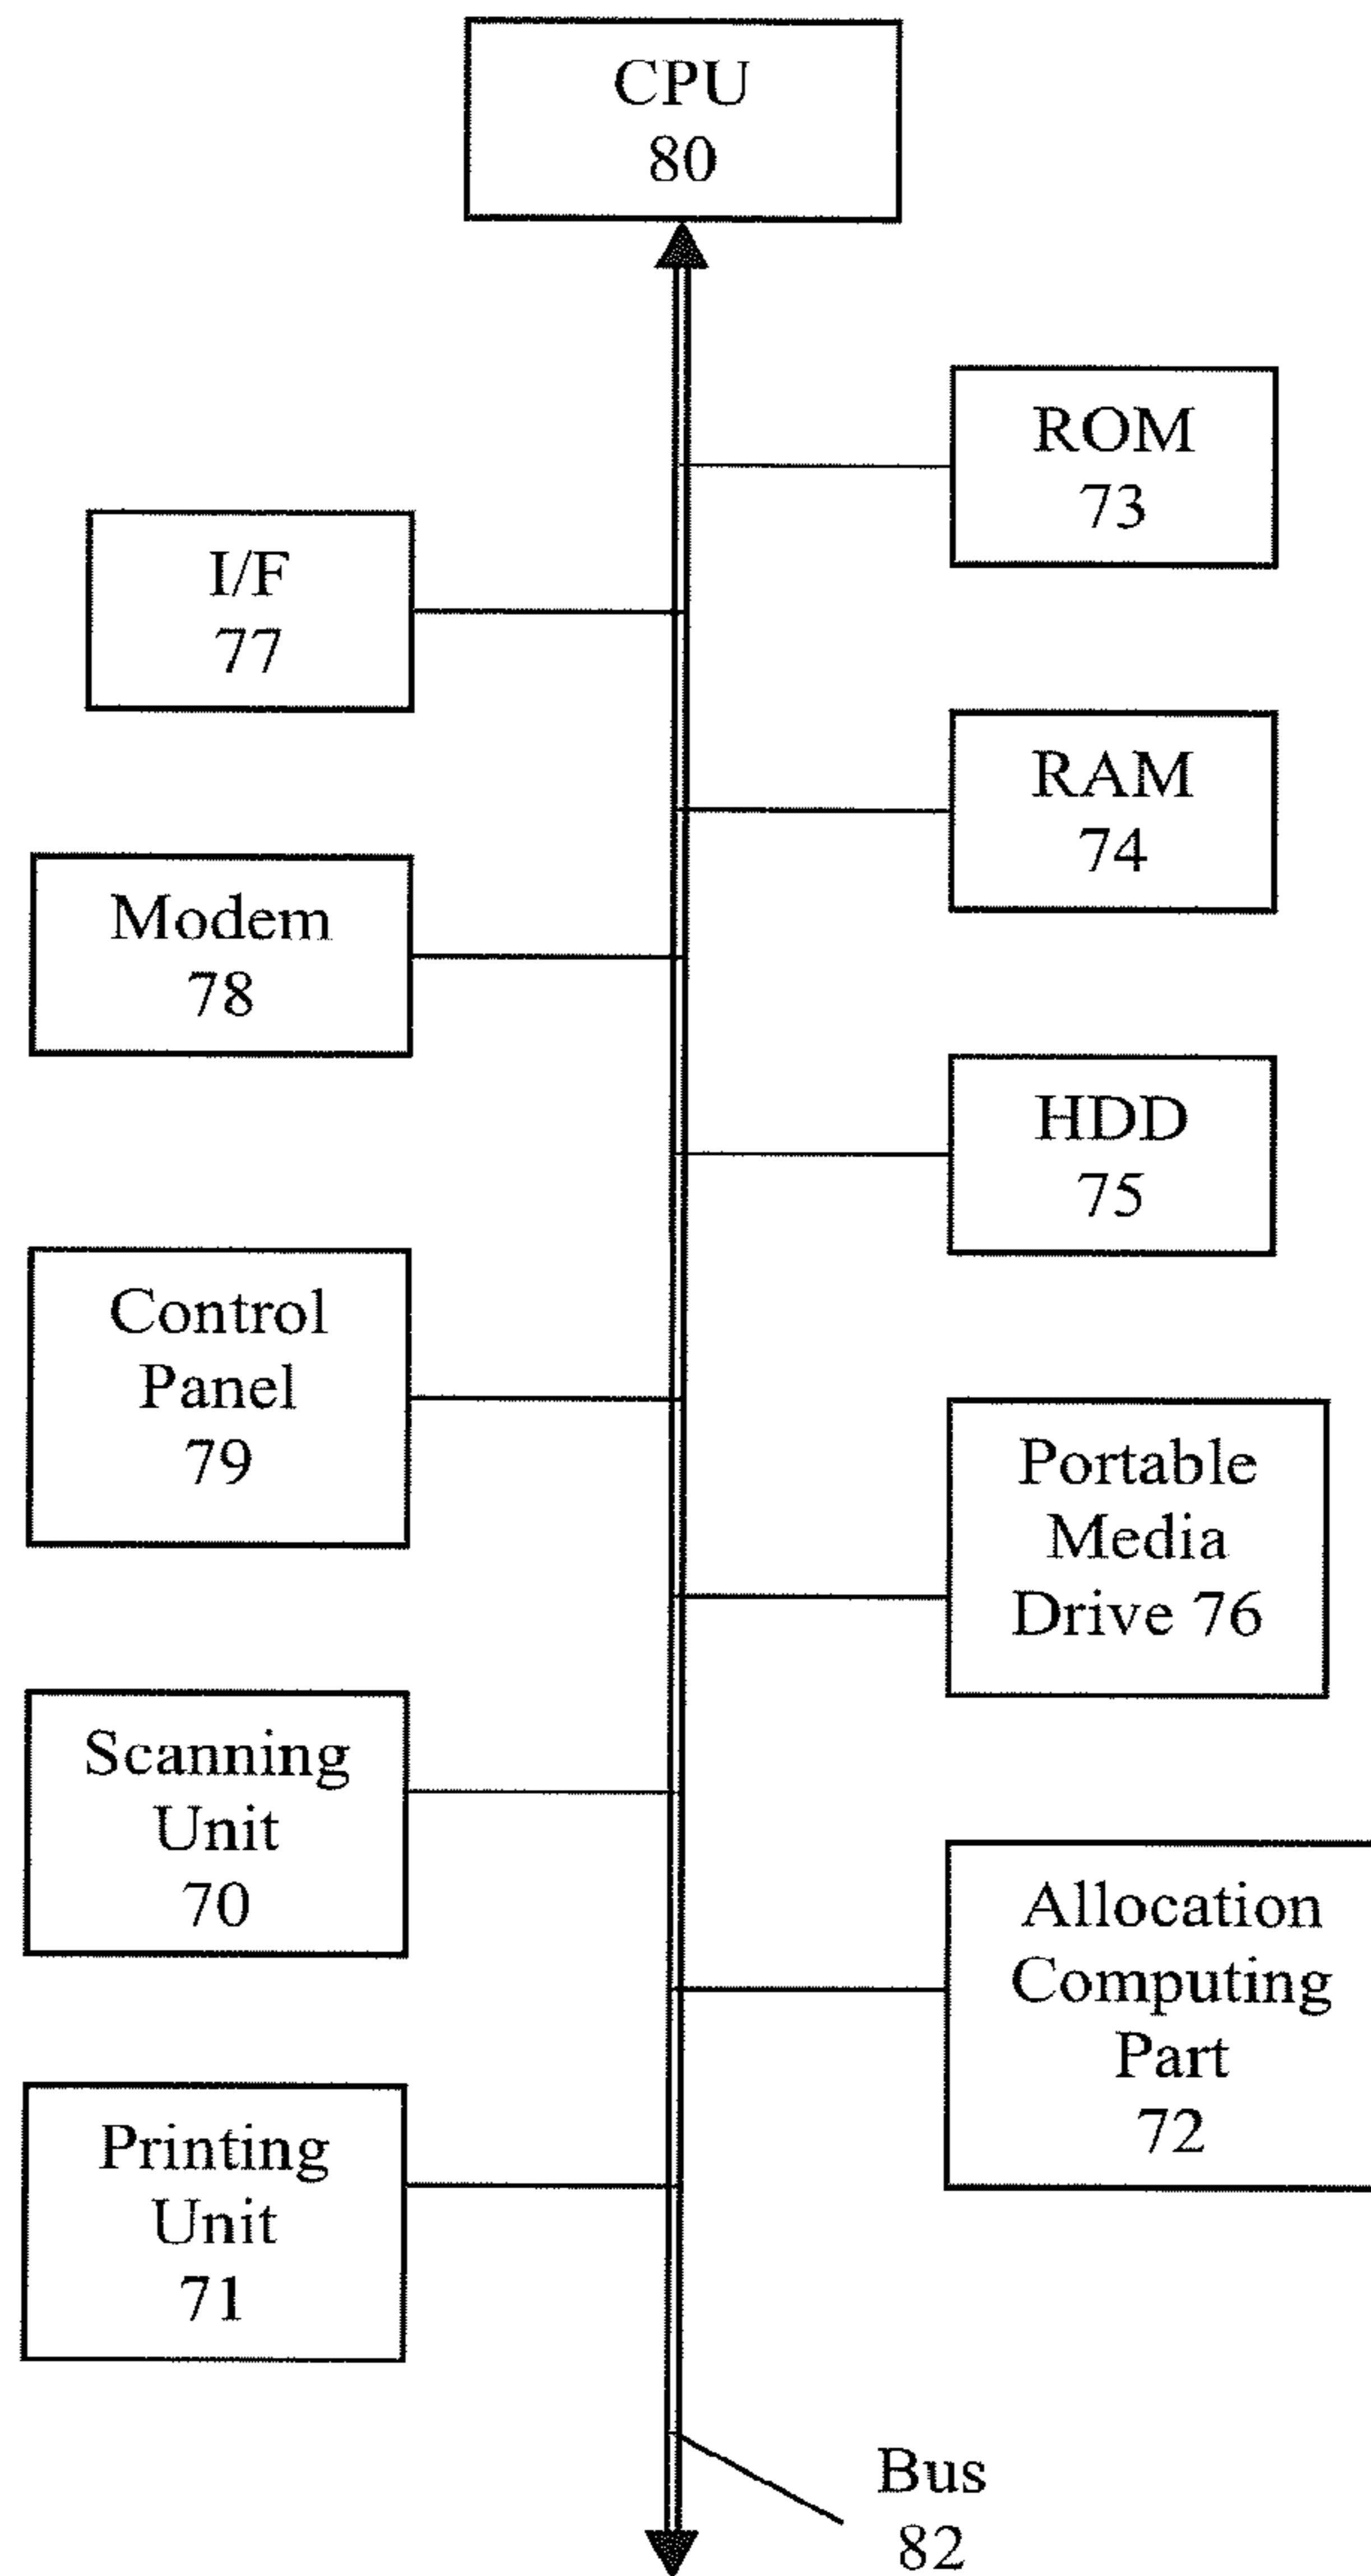 CPU
80
ROM
73
I/F
77
RAM
74
Modem
78
HDD
75
Control
Panel
79
Portable
Media
Drive 76
Scanning
Unit
70
Allocation
Computing
Part
72
Printing
Unit
71
Bus
82